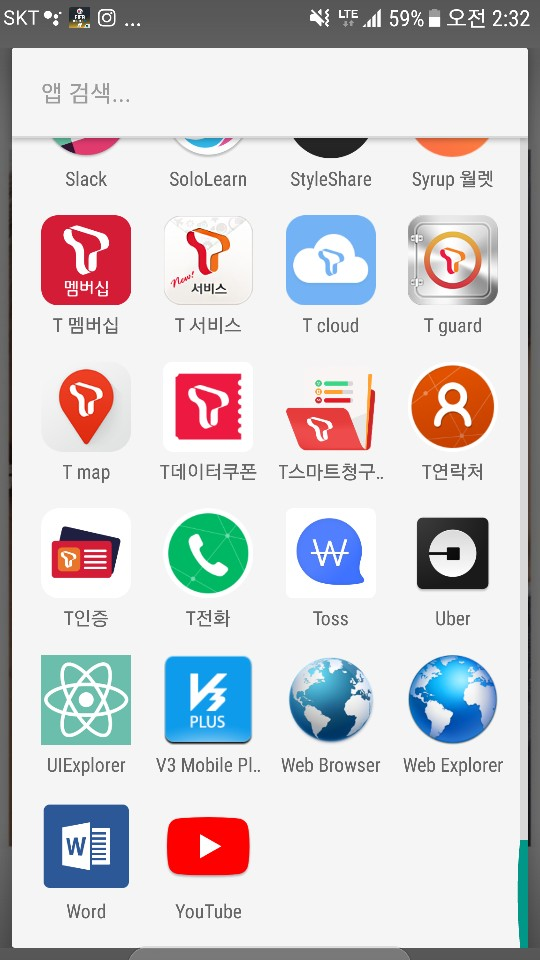 SKT ... LTE 59% 오전 2:32
앱 검색...
Slack SoloLearn StyleShare Syrup 월렛
멤버십 New! 서비스
T 멤버십 T 서비스 T cloud T guard
T map T데이터쿠폰 T스마트청구.. T연락처
T인증 T전화 Toss Uber
V3 PLUS
UIExplorer V3 Mobile Pl.. Web Browser Web Explorer
W
Word YouTube